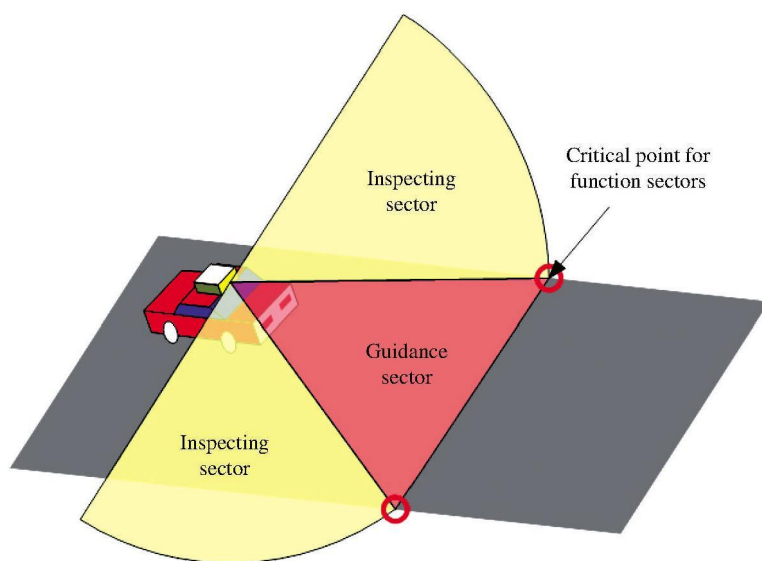 Inspecting
sector
Critical point for
function sectors
Guidance
sector
Inspecting
sector